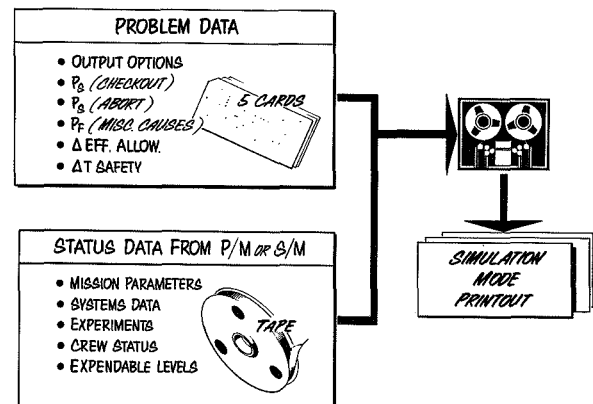 PROBLEM DATA
• OUTPUT OPTIONS
• PS (CHECKOUT)
• PS (ABORT)
• PF (MISC. CAUSES)
• Δ EFF. ALLOW.
• ΔT SAFETY
5 CARDS
STATUS DATA FROM P/M OR S/M
• MISSION PARAMETERS
• SYSTEMS DATA
• EXPERIMENTS
• CREW STATUS
• EXPENDABLE LEVELS
TAPE
SIMULATION
MODE
PRINTOUT